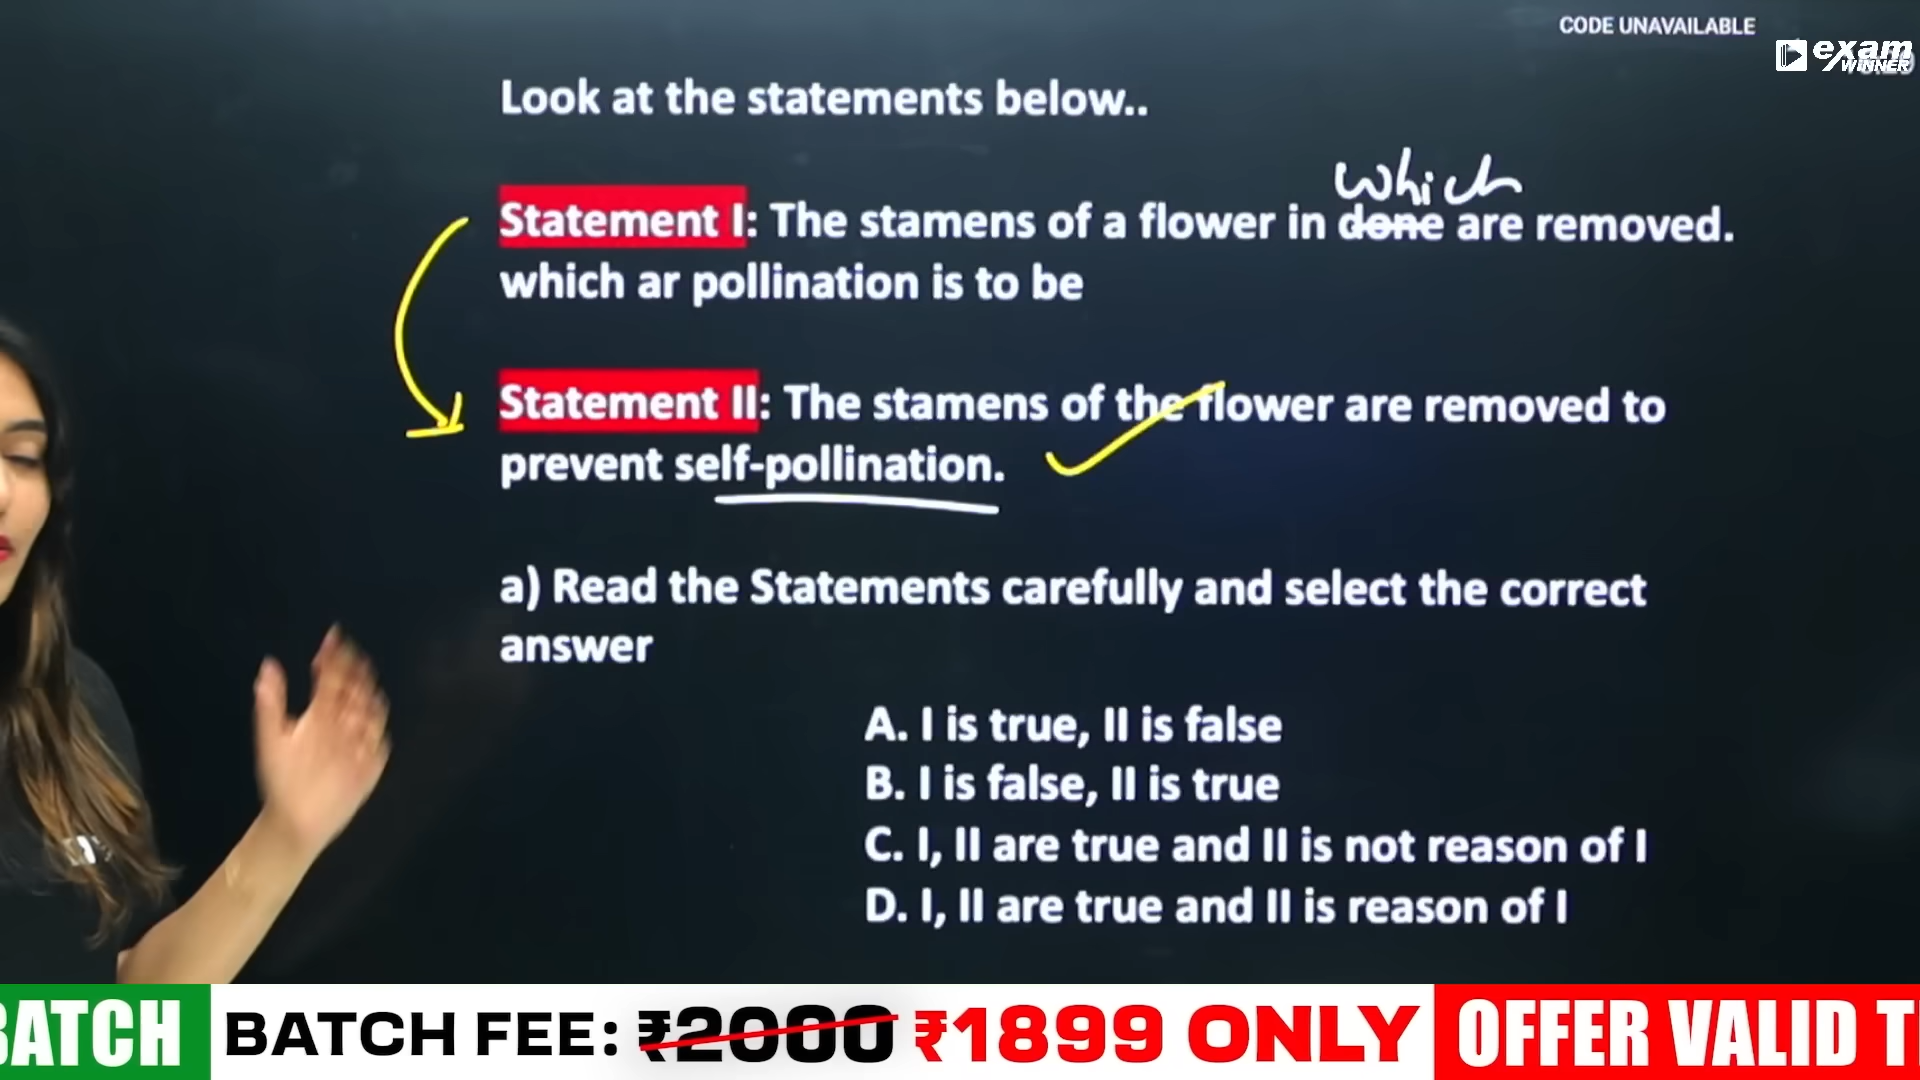 CODE UNAVAILABLE
exam
WINNER
Look at the statements below..
which
Statement I: The stamens of a flower in done are removed.
which ar pollination is to be
Statement II: The stamens of the flower are removed to
prevent self-pollination.
a) Read the Statements carefully and select the correct
answer
A. I is true, II is false
B. I is false, II is true
C. I, II are true and II is not reason of I
D. I, II are true and II is reason of I
BATCH BATCH FEE: ₹2000 ₹1899 ONLY OFFER VALID T